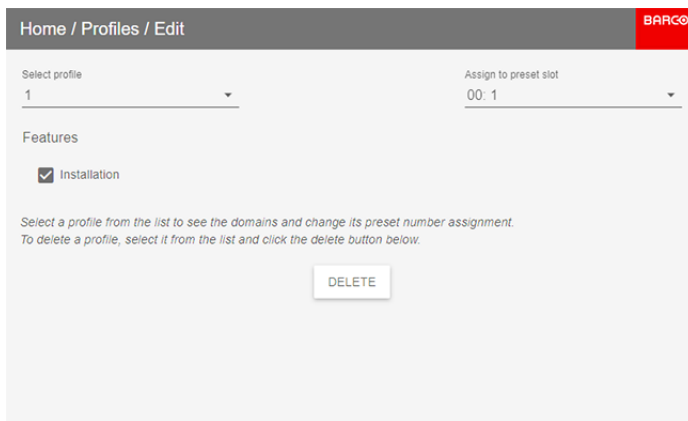 Home / Profiles / Edit
BARCO
Select profile
1
Assign to preset slot
00: 1
Features
Installation
Select a profile from the list to see the domains and change its preset number assignment.
To delete a profile, select it from the list and click the delete button below.
DELETE